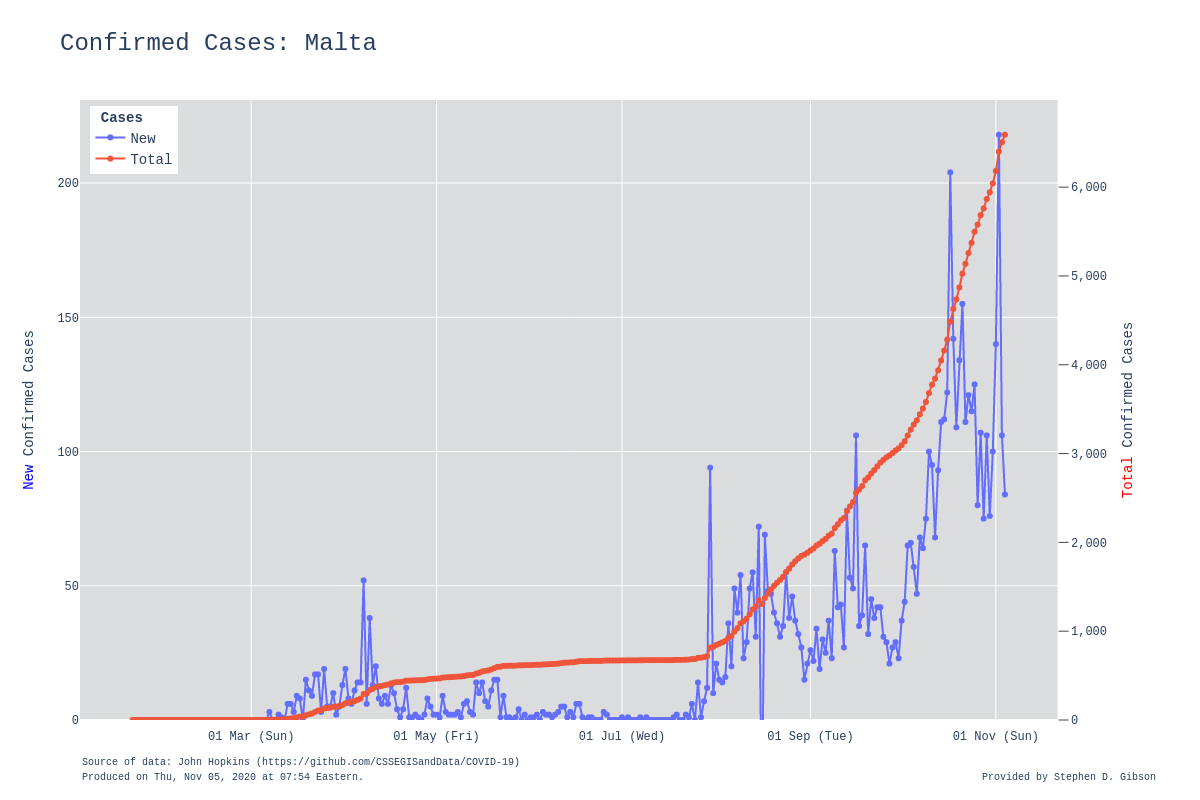 Confirmed Cases: Malta
Cases
New
Total
200
150
100
50
0
6,000
5,000
4,000
3,000
2,000
1,000
0
New Confirmed Cases
Total Confirmed Cases
01 Mar (Sun)
01 May (Fri)
01 Jul (Wed)
01 Sep (Tue)
01 Nov (Sun)
Source of data: John Hopkins (https://github.com/CSSEGISandData/COVID-19)
Produced on Thu, Nov 05, 2020 at 07:54 Eastern.
Provided by Stephen D. Gibson